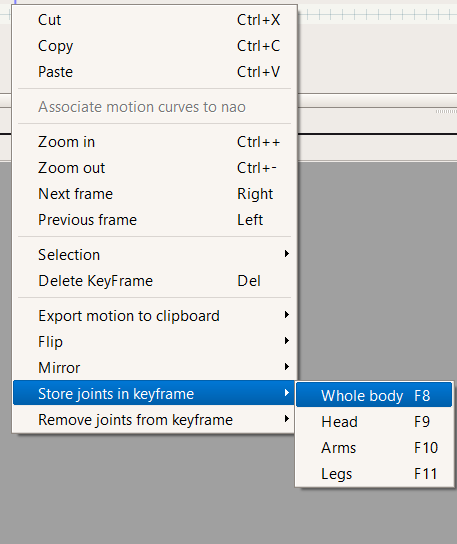 Cut Ctrl+X
Copy Ctrl+C
Paste Ctrl+V
Associate motion curves to nao
Zoom in Ctrl++
Zoom out Ctrl+-
Next frame Right
Previous frame Left
Selection
Delete KeyFrame Del
Export motion to clipboard
Flip
Mirror
Store joints in keyframe
Remove joints from keyframe
Whole body F8
Head F9
Arms F10
Legs F11